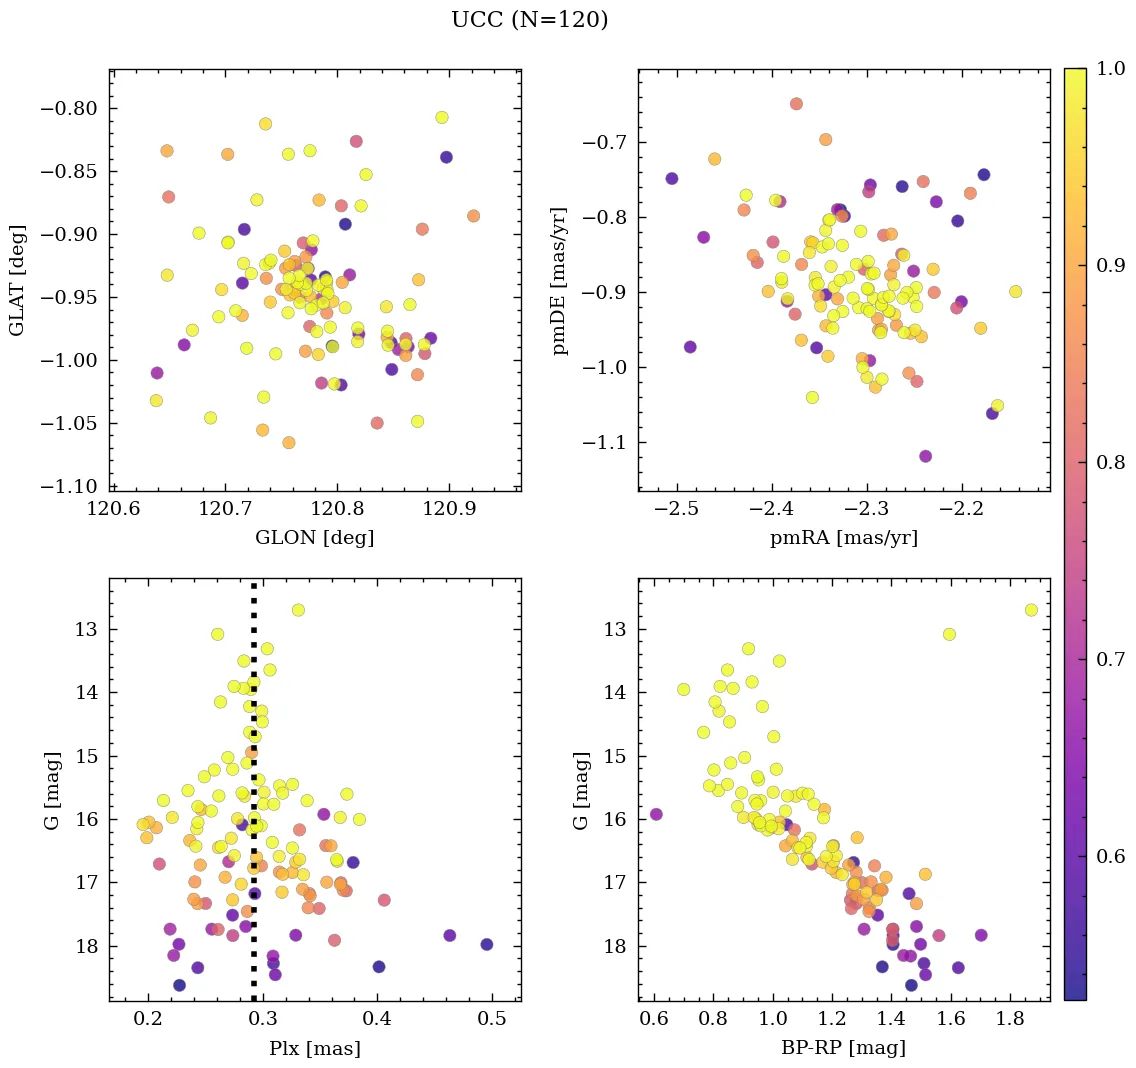 UCC (N=120)
−0.80
−0.85
−0.90
−0.95
−1.00
−1.05
−1.10
GLAT [deg]
120.6 120.7 120.8 120.9
GLON [deg]
−0.7
−0.8
−0.9
−1.0
−1.1
pmDE [mas/yr]
−2.5 −2.4 −2.3 −2.2
pmRA [mas/yr]
1.0
0.9
0.8
0.7
0.6
13
14
15
16
17
18
G [mag]
0.2 0.3 0.4 0.5
Plx [mas]
13
14
15
16
17
18
G [mag]
0.6 0.8 1.0 1.2 1.4 1.6 1.8
BP-RP [mag]